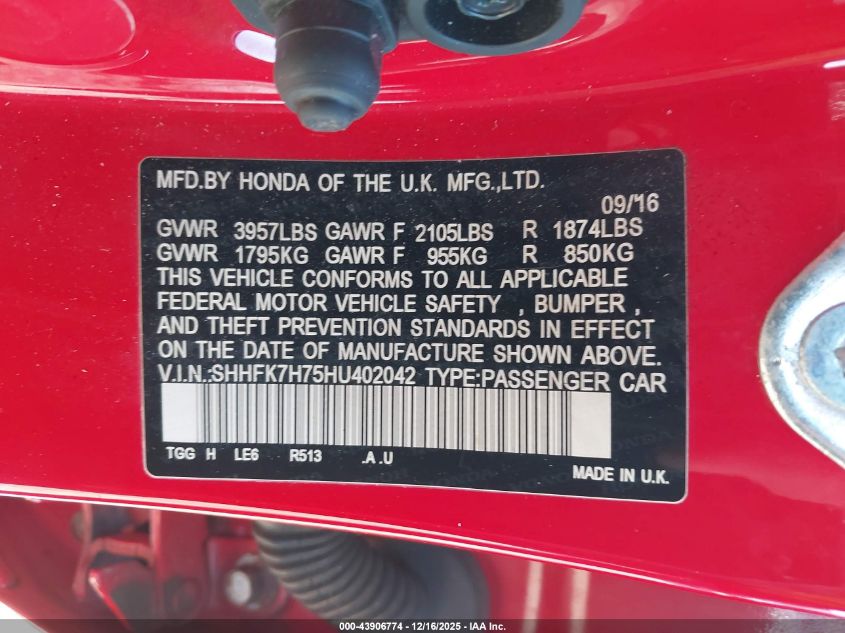 MFD.BY HONDA OF THE U.K. MFG.,LTD.
09/16
GVWR 3957LBS GAWR F 2105LBS R 1874LBS
GVWR 1795KG GAWR F 955KG R 850KG
THIS VEHICLE CONFORMS TO ALL APPLICABLE
FEDERAL MOTOR VEHICLE SAFETY , BUMPER ,
AND THEFT PREVENTION STANDARDS IN EFFECT
ON THE DATE OF MANUFACTURE SHOWN ABOVE.
V.I.N.:SHHFK7H75HU402042 TYPE:PASSENGER CAR
TGG H LE6 R513 .A .U
MADE IN U.K.
000-43906774 | 12/16/2025 - IAA Inc.